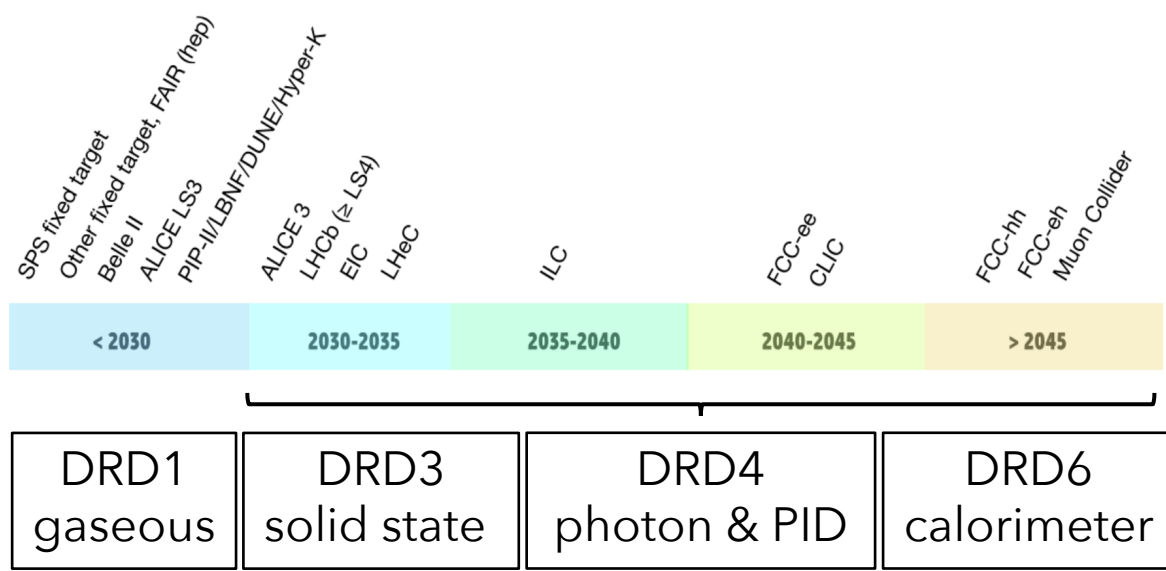 SPS fixed target
Other fixed target, FAIR (hep)
Belle II
ALICE LS3
PIP-II/LBNF/DUNE/Hyper-K
ALICE 3
LHCb (≥ LS4)
EIC
LHeC
ILC
FCC-ee
CLIC
FCC-hh
FCC-eh
Muon Collider
< 2030
2030-2035
2035-2040
2040-2045
> 2045
DRD1
gaseous
DRD3
solid state
DRD4
photon & PID
DRD6
calorimeter